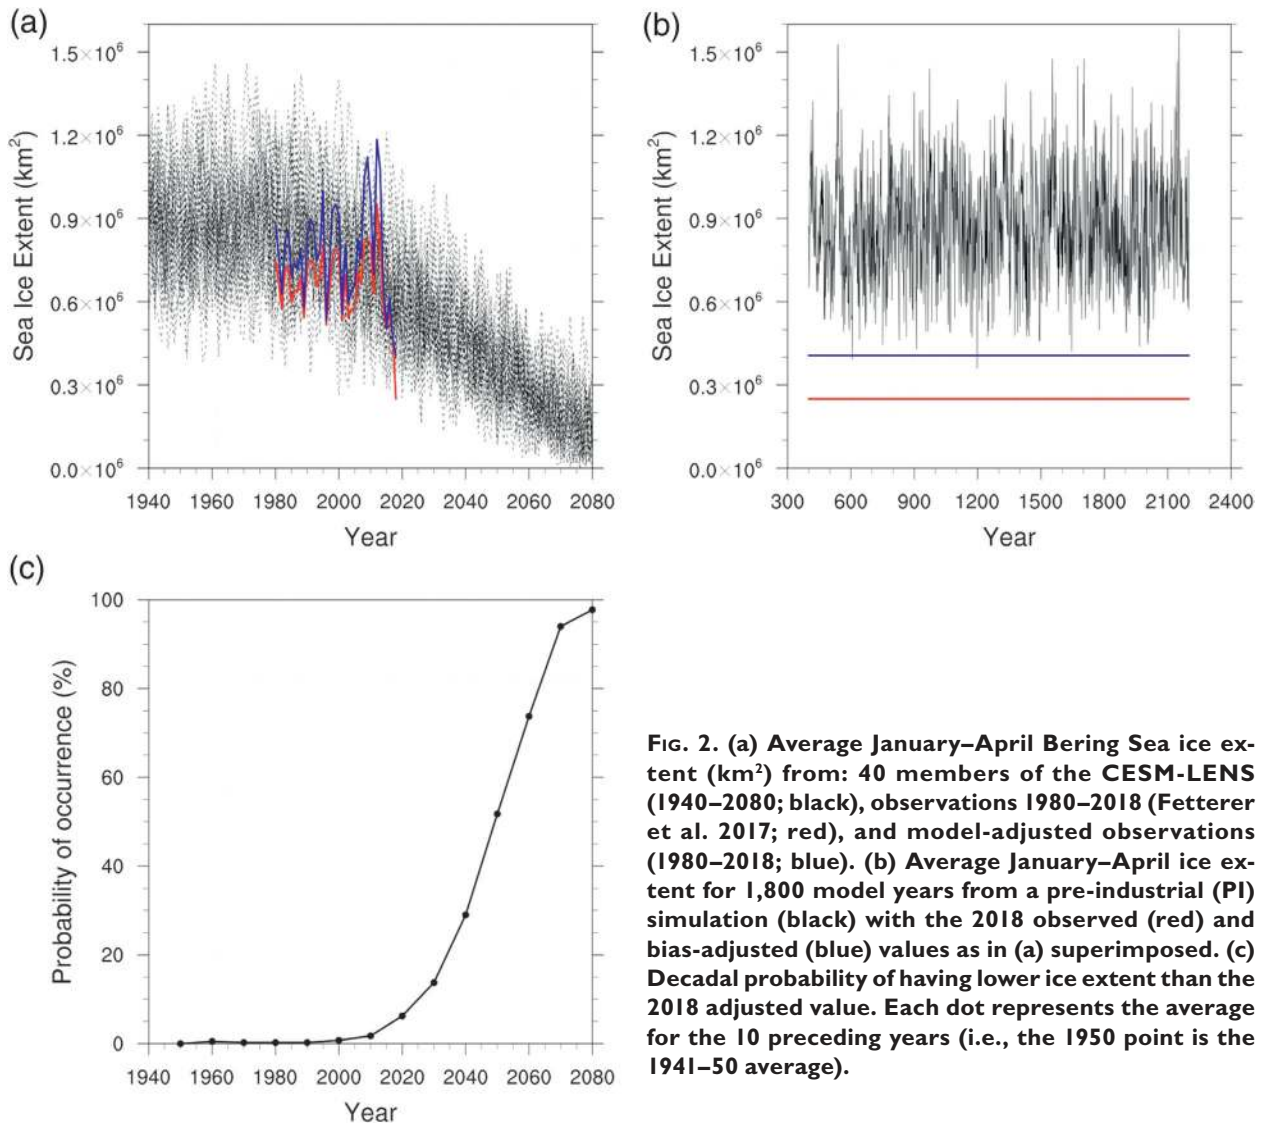 (a)
1.5×10⁶
1.2×10⁶
0.9×10⁶
0.6×10⁶
0.3×10⁶
0.0×10⁶
Sea Ice Extent (km²)
1940 1960 1980 2000 2020 2040 2060 2080
Year
(b)
1.5×10⁶
1.2×10⁶
0.9×10⁶
0.6×10⁶
0.3×10⁶
0.0×10⁶
Sea Ice Extent (km²)
300 600 900 1200 1500 1800 2100 2400
Year
(c)
100
80
60
40
20
0
Probability of occurrence (%)
1940 1960 1980 2000 2020 2040 2060 2080
Year
FIG. 2. (a) Average January–April Bering Sea ice ex-
tent (km²) from: 40 members of the CESM-LENS
(1940–2080; black), observations 1980–2018 (Fetterer
et al. 2017; red), and model-adjusted observations
(1980–2018; blue). (b) Average January–April ice ex-
tent for 1,800 model years from a pre-industrial (PI)
simulation (black) with the 2018 observed (red) and
bias-adjusted (blue) values as in (a) superimposed. (c)
Decadal probability of having lower ice extent than the
2018 adjusted value. Each dot represents the average
for the 10 preceding years (i.e., the 1950 point is the
1941–50 average).